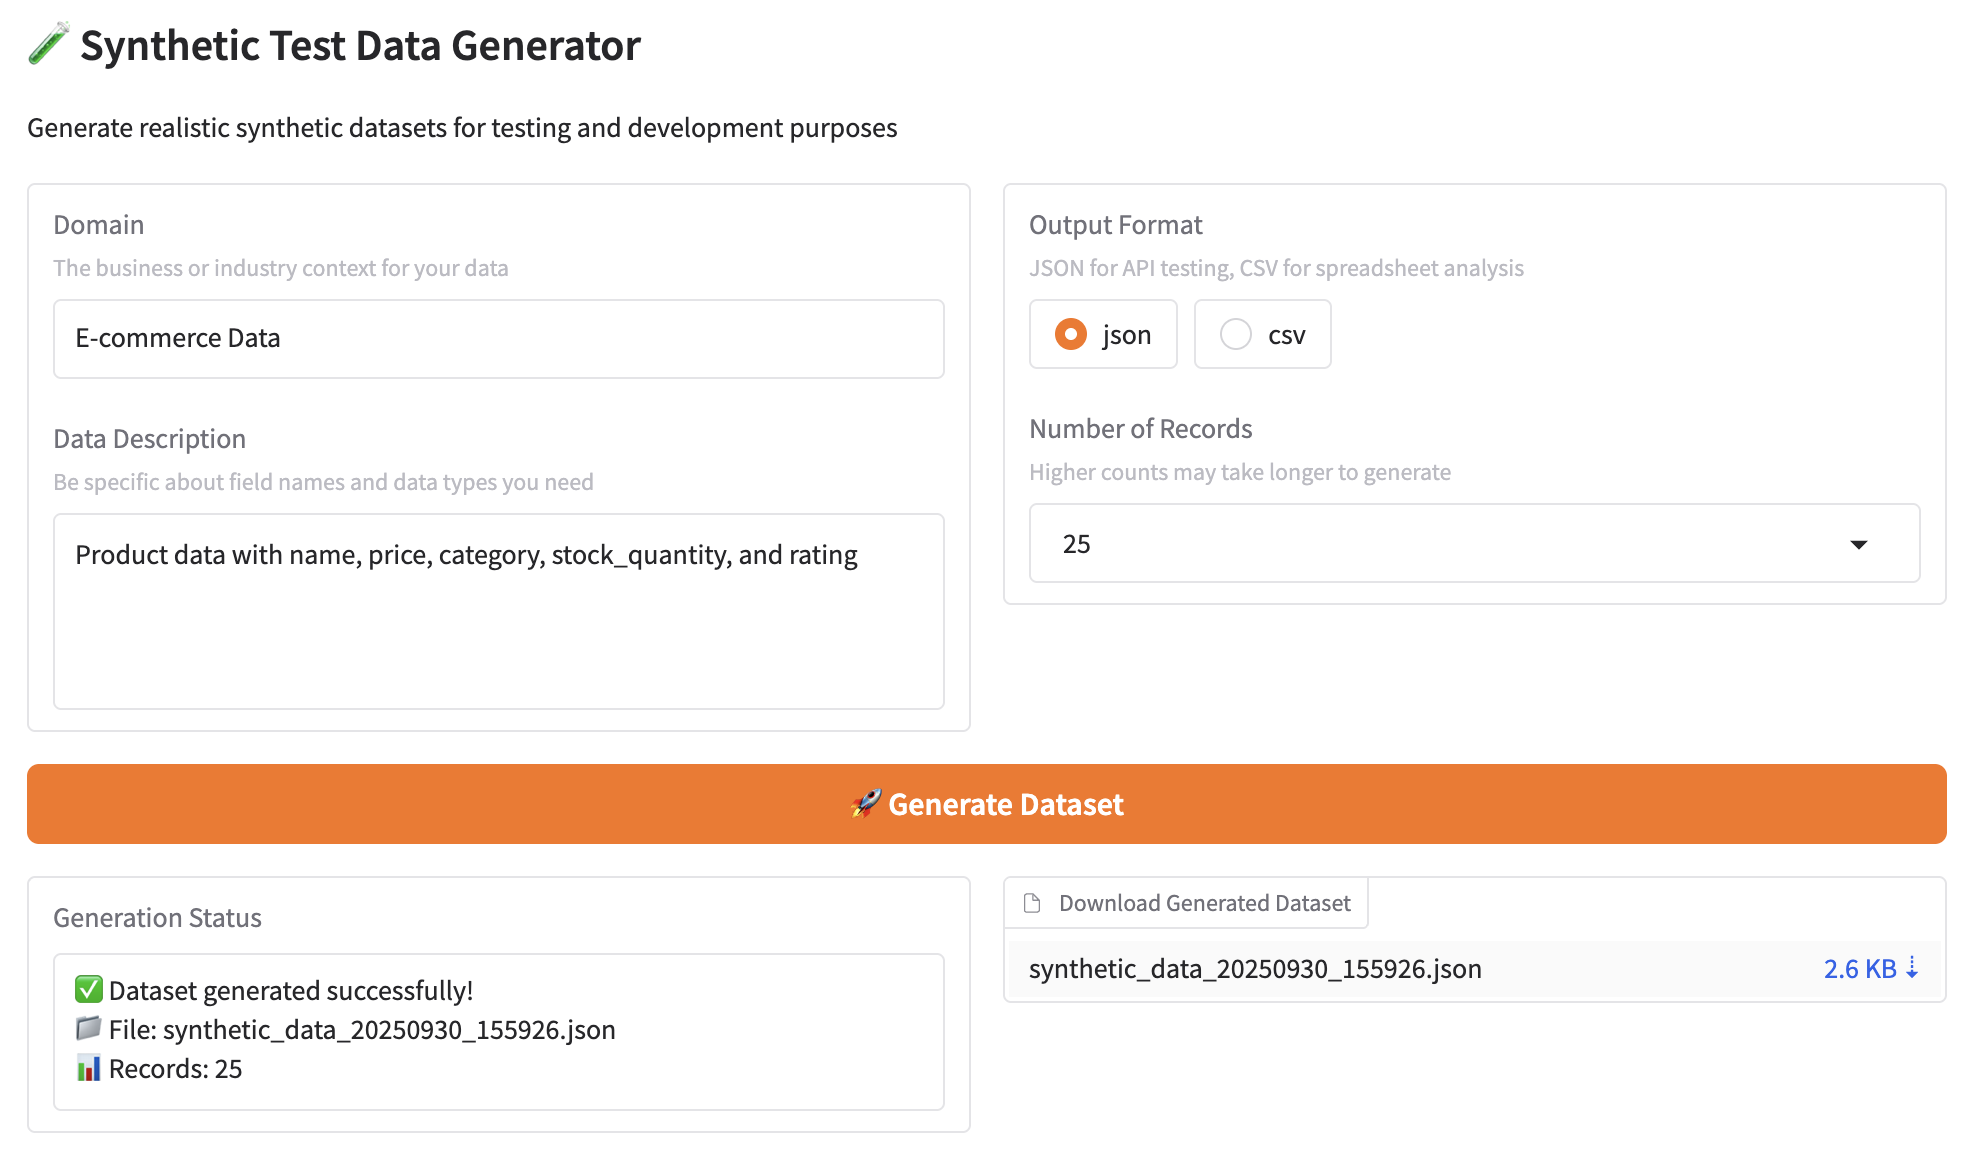 🧪 Synthetic Test Data Generator
Generate realistic synthetic datasets for testing and development purposes
Domain
The business or industry context for your data
E-commerce Data
Data Description
Be specific about field names and data types you need
Product data with name, price, category, stock_quantity, and rating
Output Format
JSON for API testing, CSV for spreadsheet analysis
json
csv
Number of Records
Higher counts may take longer to generate
25
🚀 Generate Dataset
Generation Status
✅ Dataset generated successfully!
📁 File: synthetic_data_20250930_155926.json
📊 Records: 25
Download Generated Dataset
synthetic_data_20250930_155926.json 2.6 KB ⇣